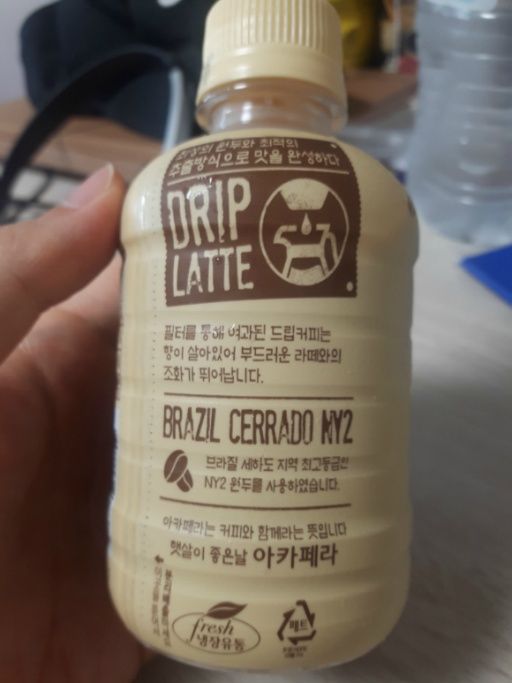 원두와 최적의
추출방식으로 맛을 완성하다
DRIP
LATTE
필터를 통해 여과된 드립커피는
향이 살아있어 부드러운 라떼와의
조화가 뛰어납니다.
BRAZIL CERRADO NY2
브라질 세하도 지역 최고등급인
NY2 원두를 사용하였습니다.
아카페라는 커피와 함께라는 뜻입니다
햇살이 좋은날 아카페라
fresh
냉장유통
페트